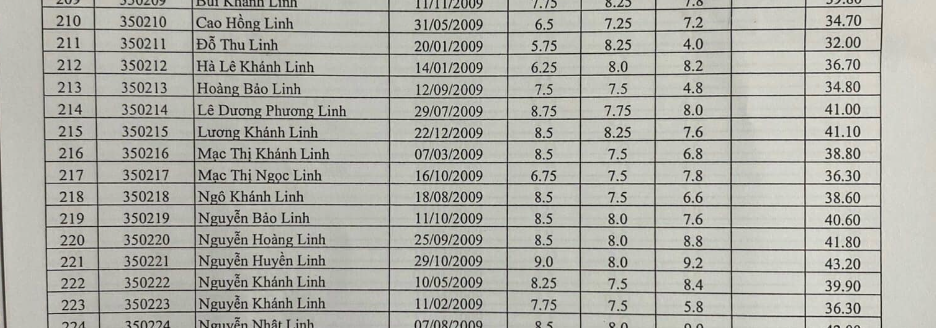 209 350209 Bùi Khánh Linh 11/11/2009 7.75 8.25 7.8 39.80
210 350210 Cao Hồng Linh 31/05/2009 6.5 7.25 7.2 34.70
211 350211 Đỗ Thu Linh 20/01/2009 5.75 8.25 4.0 32.00
212 350212 Hà Lê Khánh Linh 14/01/2009 6.25 8.0 8.2 36.70
213 350213 Hoàng Bảo Linh 12/09/2009 7.5 7.5 4.8 34.80
214 350214 Lê Dương Phương Linh 29/07/2009 8.75 7.75 8.0 41.00
215 350215 Lương Khánh Linh 22/12/2009 8.5 8.25 7.6 41.10
216 350216 Mạc Thị Khánh Linh 07/03/2009 8.5 7.5 6.8 38.80
217 350217 Mạc Thị Ngọc Linh 16/10/2009 6.75 7.5 7.8 36.30
218 350218 Ngô Khánh Linh 18/08/2009 8.5 7.5 6.6 38.60
219 350219 Nguyễn Bảo Linh 11/10/2009 8.5 8.0 7.6 40.60
220 350220 Nguyễn Hoàng Linh 25/09/2009 8.5 8.0 8.8 41.80
221 350221 Nguyễn Huyền Linh 29/10/2009 9.0 8.0 9.2 43.20
222 350222 Nguyễn Khánh Linh 10/05/2009 8.25 7.5 8.4 39.90
223 350223 Nguyễn Khánh Linh 11/02/2009 7.75 7.5 5.8 36.30
224 350224 Nguyễn Nhật Linh 07/08/2009 8.5 8.0